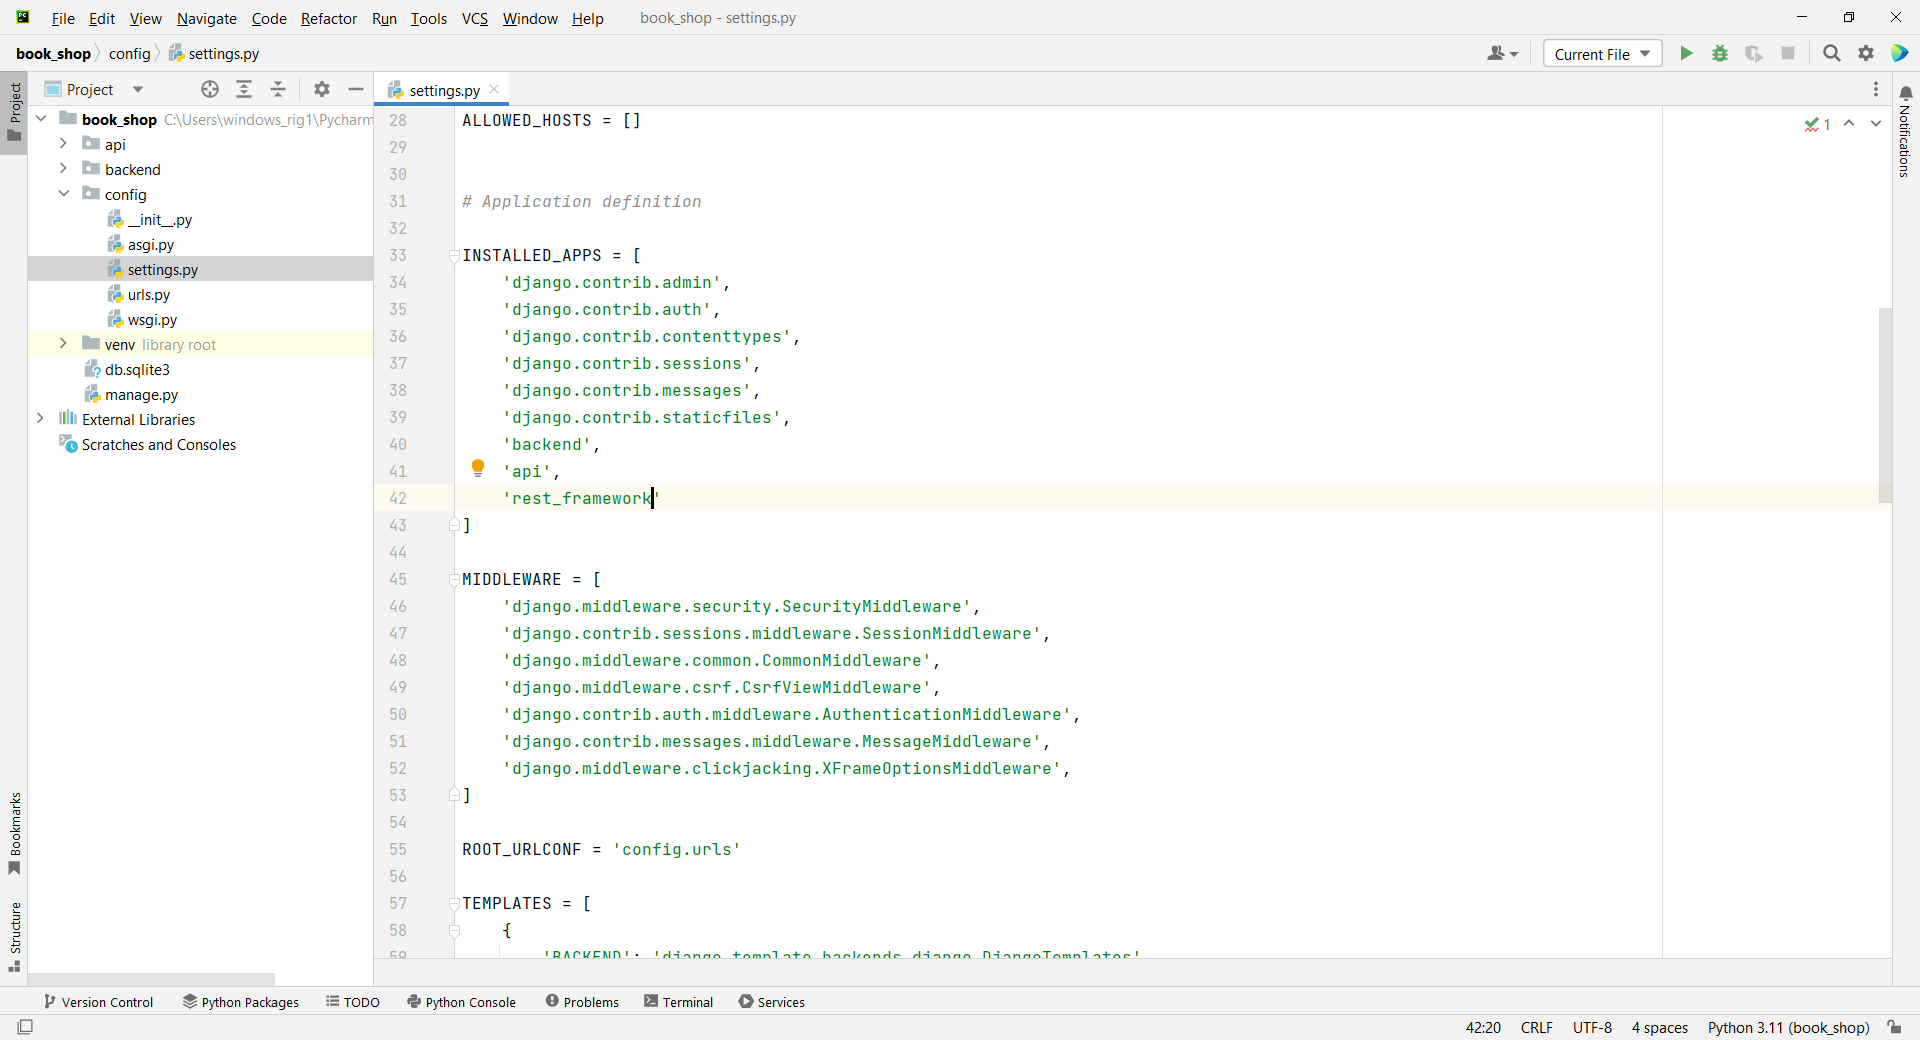 File Edit View Navigate Code Refactor Run Tools VCS Window Help book_shop - settings.py
book_shop config settings.py
Current File
Project
settings.py
Project
Notifications
book_shop C:\Users\windows_rig1\Pycharm
api
backend
config
__init__.py
asgi.py
settings.py
urls.py
wsgi.py
venv library root
db.sqlite3
manage.py
External Libraries
Scratches and Consoles
1
28 ALLOWED_HOSTS = []
29
30
31 # Application definition
32
33 INSTALLED_APPS = [
34 'django.contrib.admin',
35 'django.contrib.auth',
36 'django.contrib.contenttypes',
37 'django.contrib.sessions',
38 'django.contrib.messages',
39 'django.contrib.staticfiles',
40 'backend',
41 'api',
42 'rest_framework'
43 ]
44
45 MIDDLEWARE = [
46 'django.middleware.security.SecurityMiddleware',
47 'django.contrib.sessions.middleware.SessionMiddleware',
48 'django.middleware.common.CommonMiddleware',
49 'django.middleware.csrf.CsrfViewMiddleware',
50 'django.contrib.auth.middleware.AuthenticationMiddleware',
51 'django.contrib.messages.middleware.MessageMiddleware',
52 'django.middleware.clickjacking.XFrameOptionsMiddleware',
53 ]
54
55 ROOT_URLCONF = 'config.urls'
56
57 TEMPLATES = [
58 {
59 'BACKEND': 'django.template.backends.django.DjangoTemplates'
Bookmarks
Structure
Version Control Python Packages TODO Python Console Problems Terminal Services
42:20 CRLF UTF-8 4 spaces Python 3.11 (book_shop)